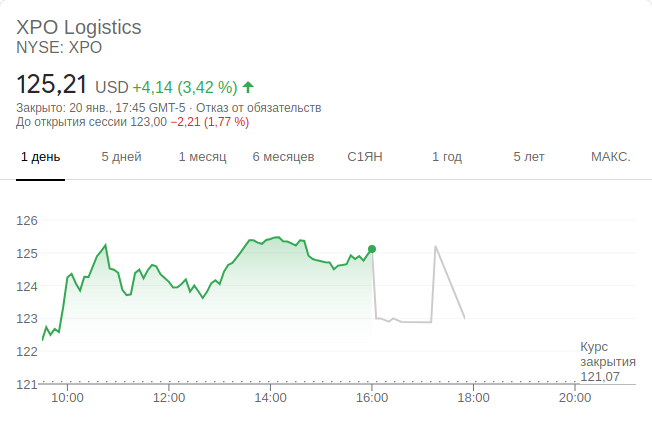 XPO Logistics
NYSE: XPO
125,21 USD +4,14 (3,42 %)
Закрыто: 20 янв., 17:45 GMT-5 · Отказ от обязательств
До открытия сессии 123,00 −2,21 (1,77 %)
1 день 5 дней 1 месяц 6 месяцев С1ЯН 1 год 5 лет МАКС.
126
125
124
123
122
121
Курс
закрытия
121,07
10:00 12:00 14:00 16:00 18:00 20:00